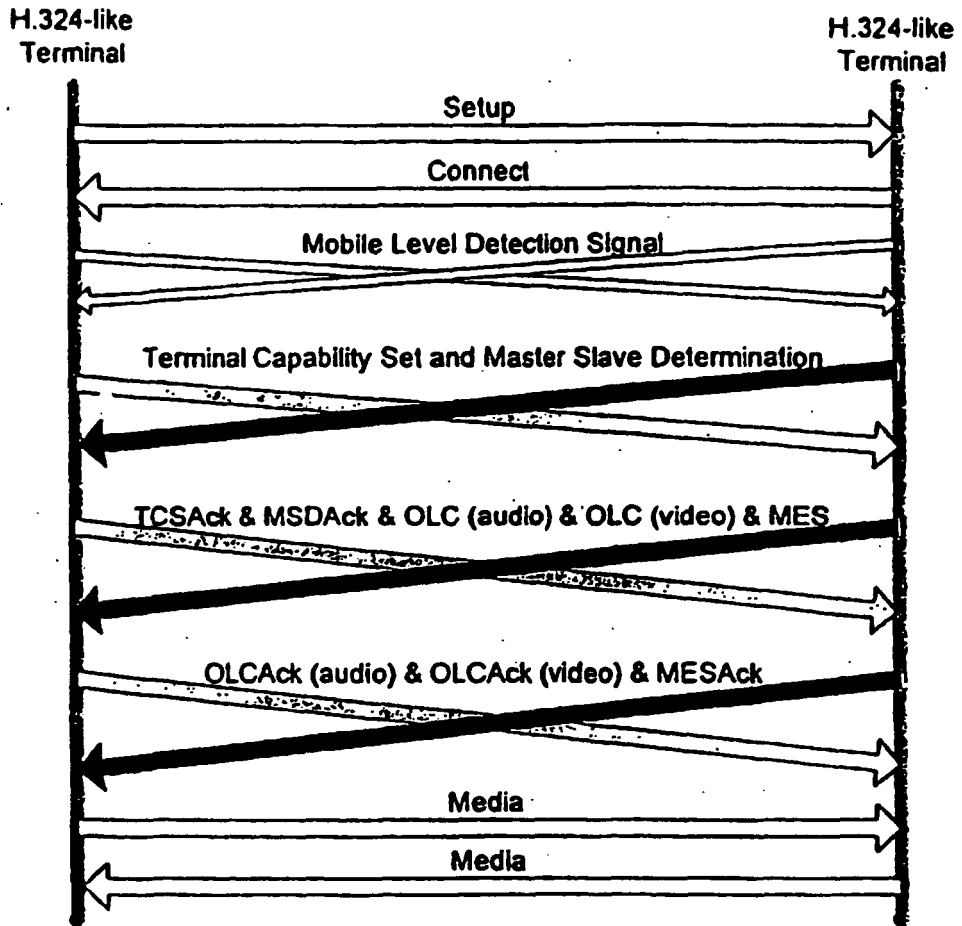 H.324-like
Terminal
H.324-like
Terminal
Setup
Connect
Mobile Level Detection Signal
Terminal Capability Set and Master Slave Determination
TCSAck & MSDAck & OLC (audio) & OLC (video) & MES
OLCAck (audio) & OLCAck (video) & MESAck
Media
Media